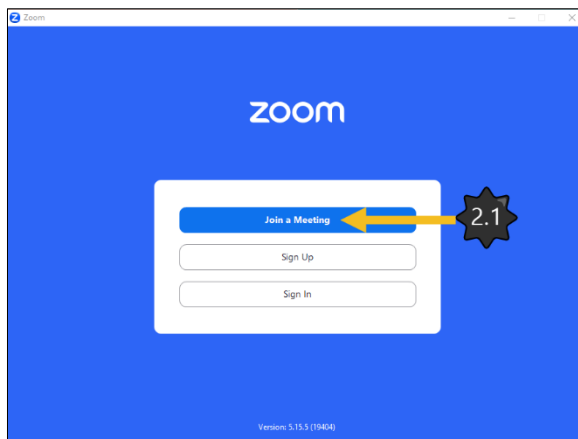 Zoom
zoom
Join a Meeting
2.1
Sign Up
Sign In
Version: 5.15.5 (19404)